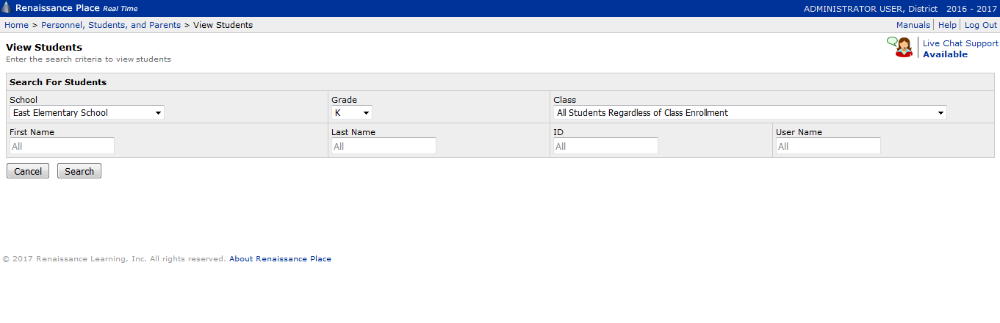 Renaissance Place Real Time ADMINISTRATOR USER, District 2016 - 2017
Home > Personnel, Students, and Parents > View Students Manuals Help Log Out
View Students
Enter the search criteria to view students
Live Chat Support
Available
Search For Students
School Grade Class
East Elementary School K All Students Regardless of Class Enrollment
First Name Last Name ID User Name
All All All All
Cancel Search
© 2017 Renaissance Learning, Inc. All rights reserved. About Renaissance Place